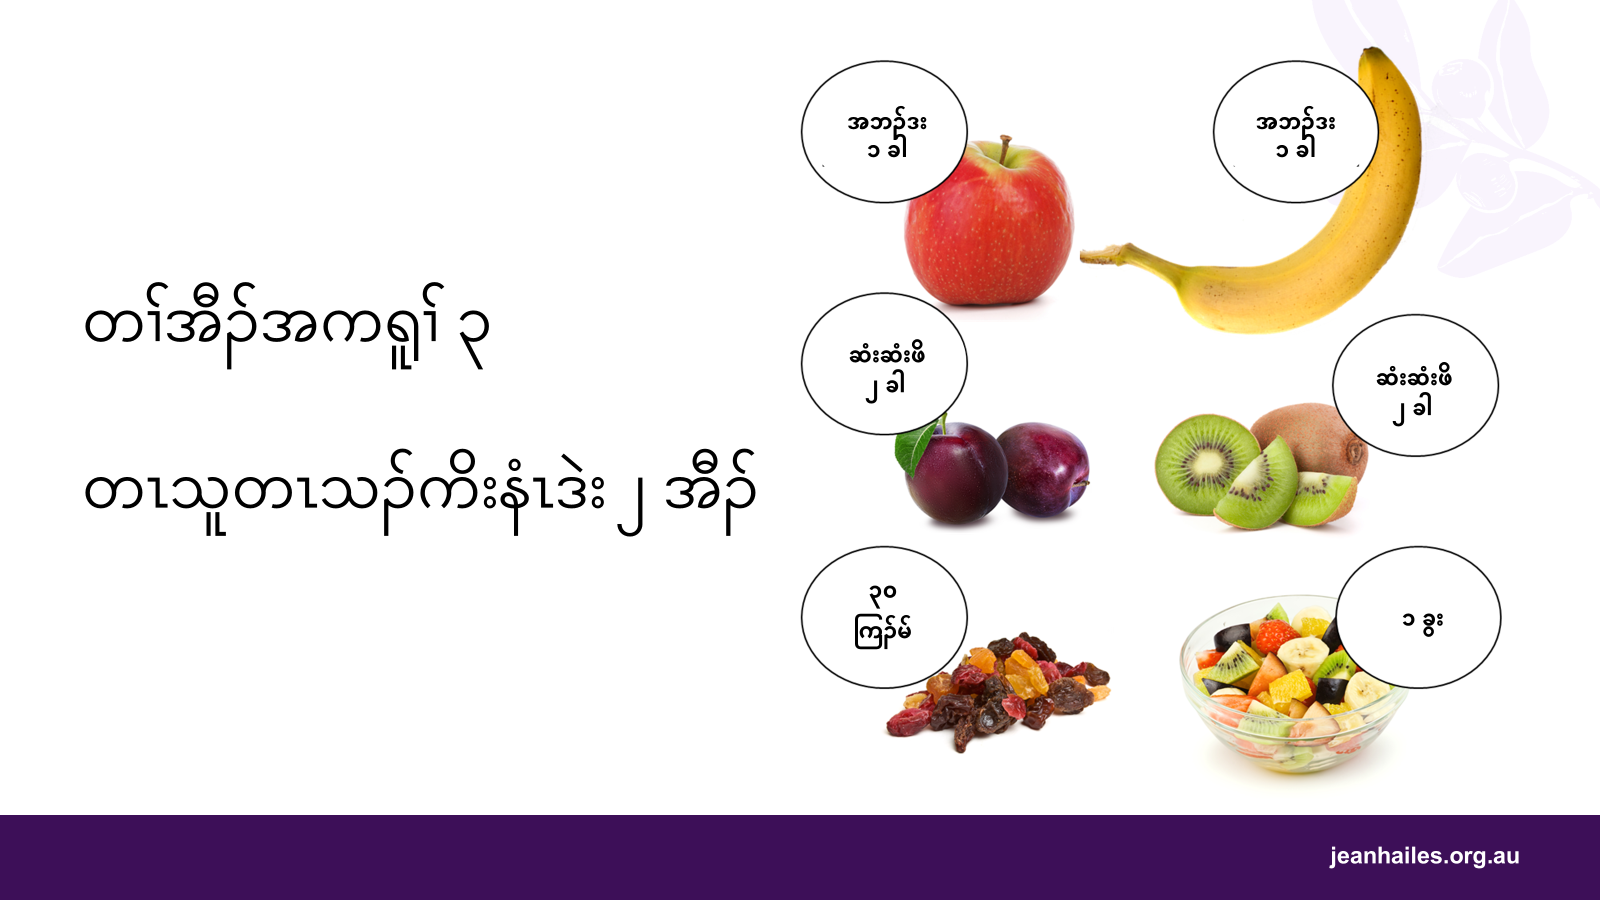 တၢ်အီၣ်အကရူၢ် ၃
တၤသူတၤသၣ်ကိးနံၤဒဲး ၂ အီၣ်
အဘၣ်ဒး
၁ ခါ
အဘၣ်ဒး
၁ ခါ
ဆံးဆံးဖိ
၂ ခါ
ဆံးဆံးဖိ
၂ ခါ
၃၀
ကြၣ်မ်
၁ ခွး
jeanhailes.org.au